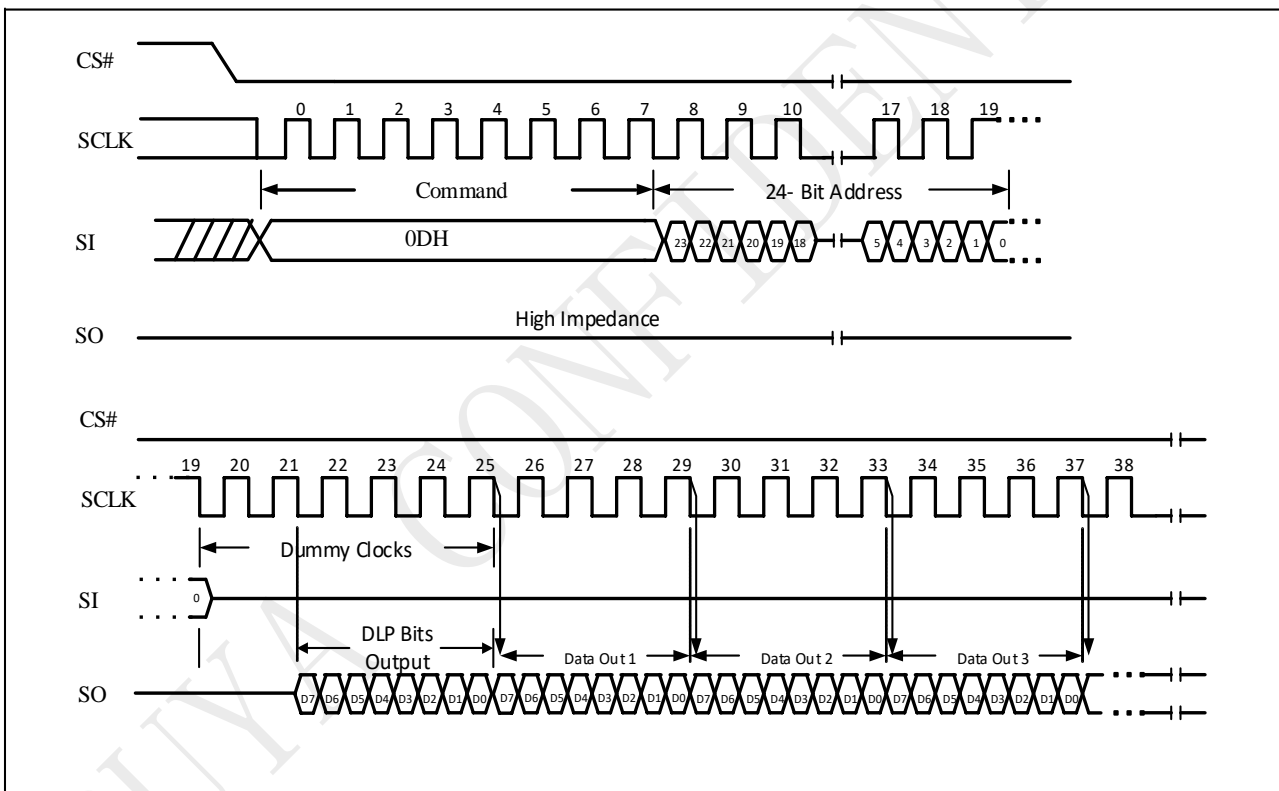 CS#
0 1 2 3 4 5 6 7 8 9 10 17 18 19
SCLK
Command 24- Bit Address
SI 0DH 23 22 21 20 19 18 5 4 3 2 1 0
High Impedance
SO
CS#
19 20 21 22 23 24 25 26 27 28 29 30 31 32 33 34 35 36 37 38
SCLK
Dummy Clocks
SI 0
DLP Bits
Output
Data Out 1 Data Out 2 Data Out 3
SO D7 D6 D5 D4 D3 D2 D1 D0 D7 D6 D5 D4 D3 D2 D1 D0 D7 D6 D5 D4 D3 D2 D1 D0 D7 D6 D5 D4 D3 D2 D1 D0
UYA CONFIDENT